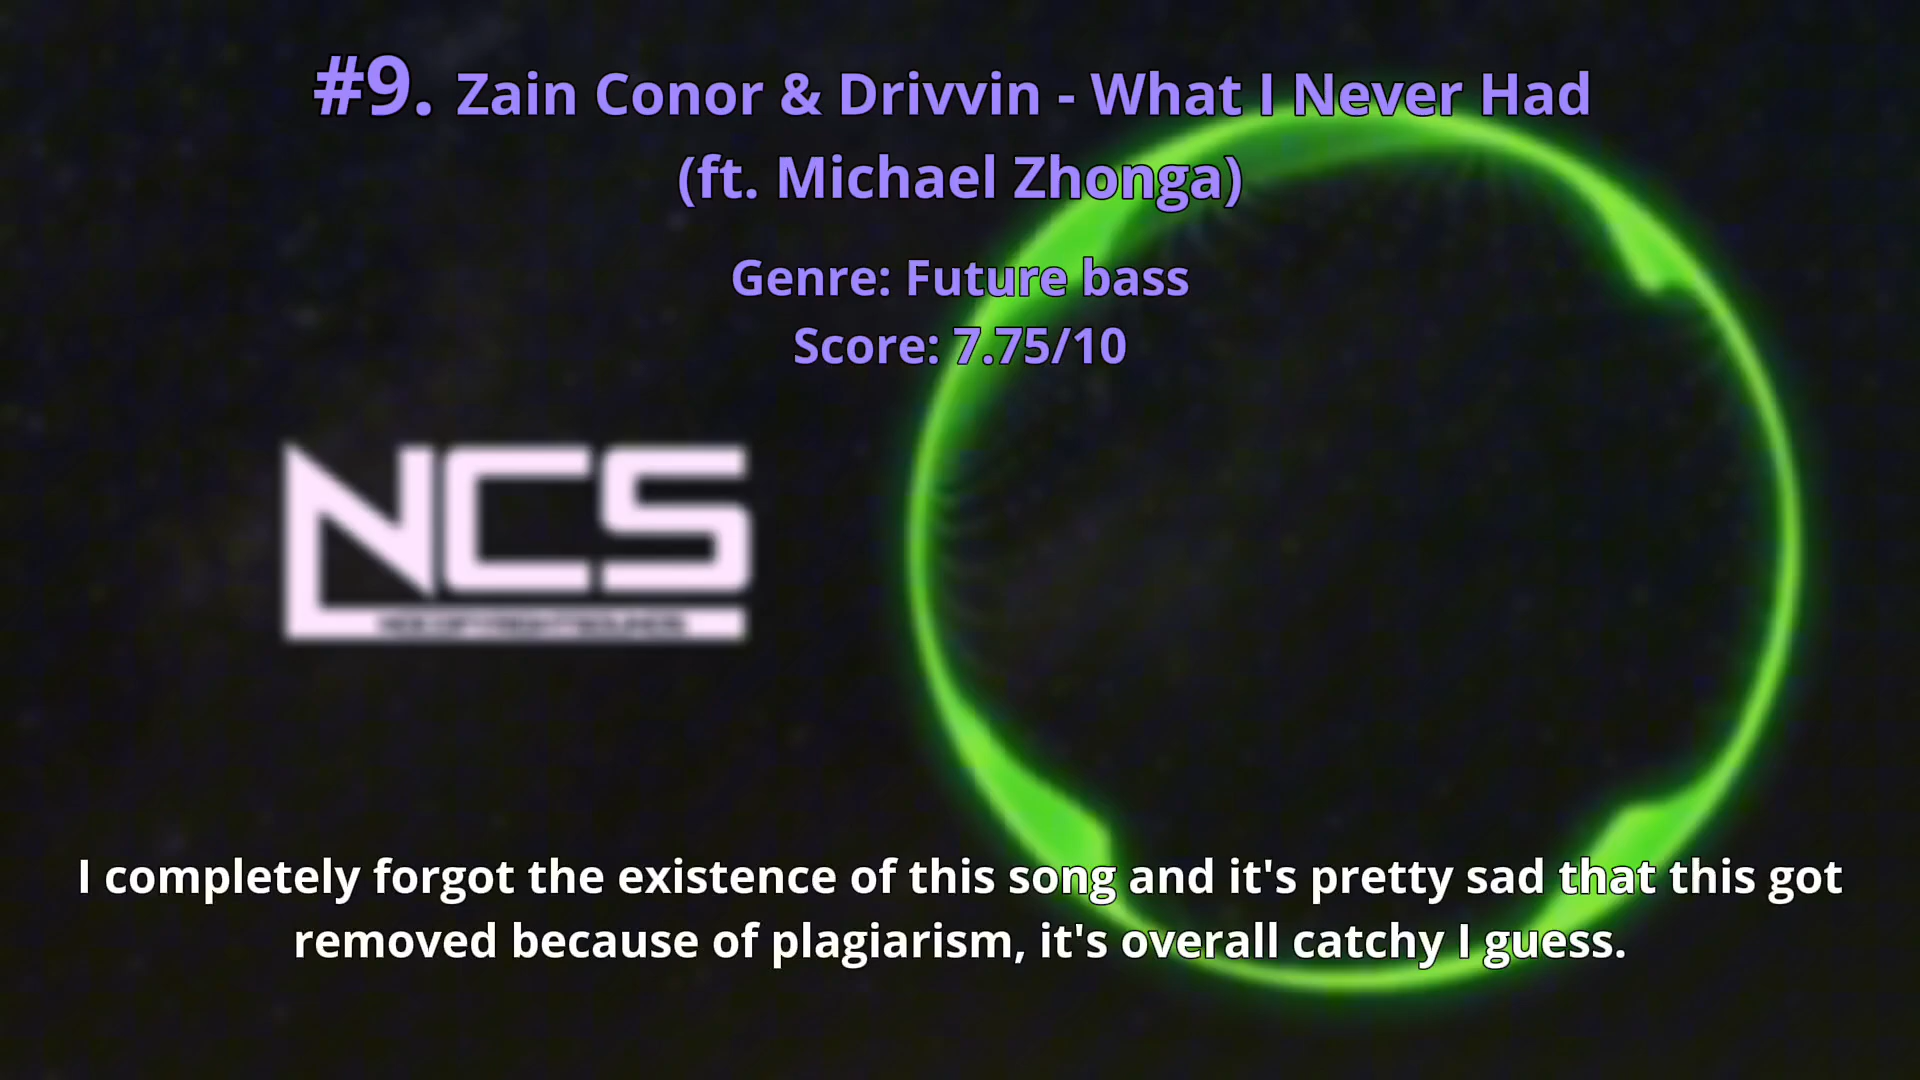 #9. Zain Conor & Drivvin - What I Never Had
(ft. Michael Zhonga)
Genre: Future bass
Score: 7.75/10
NCS
I completely forgot the existence of this song and it's pretty sad that this got
removed because of plagiarism, it's overall catchy I guess.